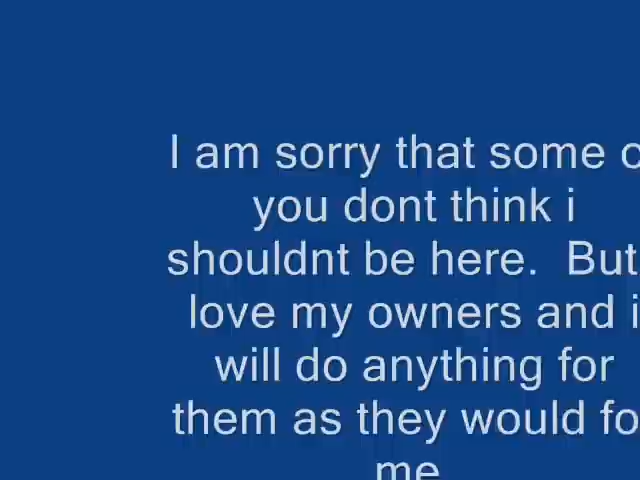 I am sorry that some
you dont think i
shouldnt be here.  But
love my owners and i
will do anything for
them as they would fo
me